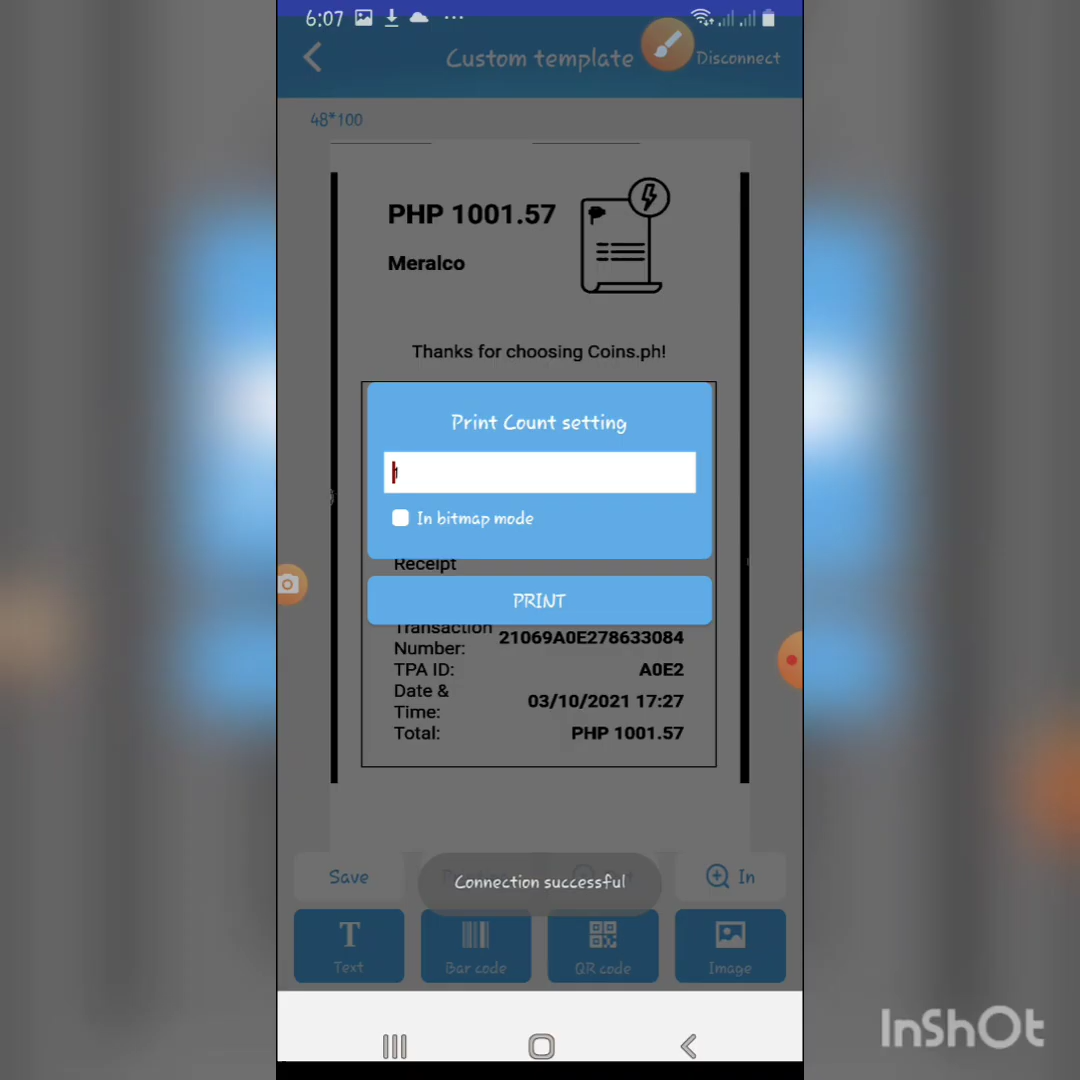 6:07
Custom template
Disconnect
48*100
PHP 1001.57
Meralco
Thanks for choosing Coins.ph!
Print Count setting
1
In bitmap mode
Receipt
PRINT
Transaction
Number:
21069A0E278633084
TPA ID:
A0E2
Date &
Time:
03/10/2021 17:27
Total:
PHP 1001.57
Save
In
Connection successful
Text
Bar code
QR code
Image
InShOt